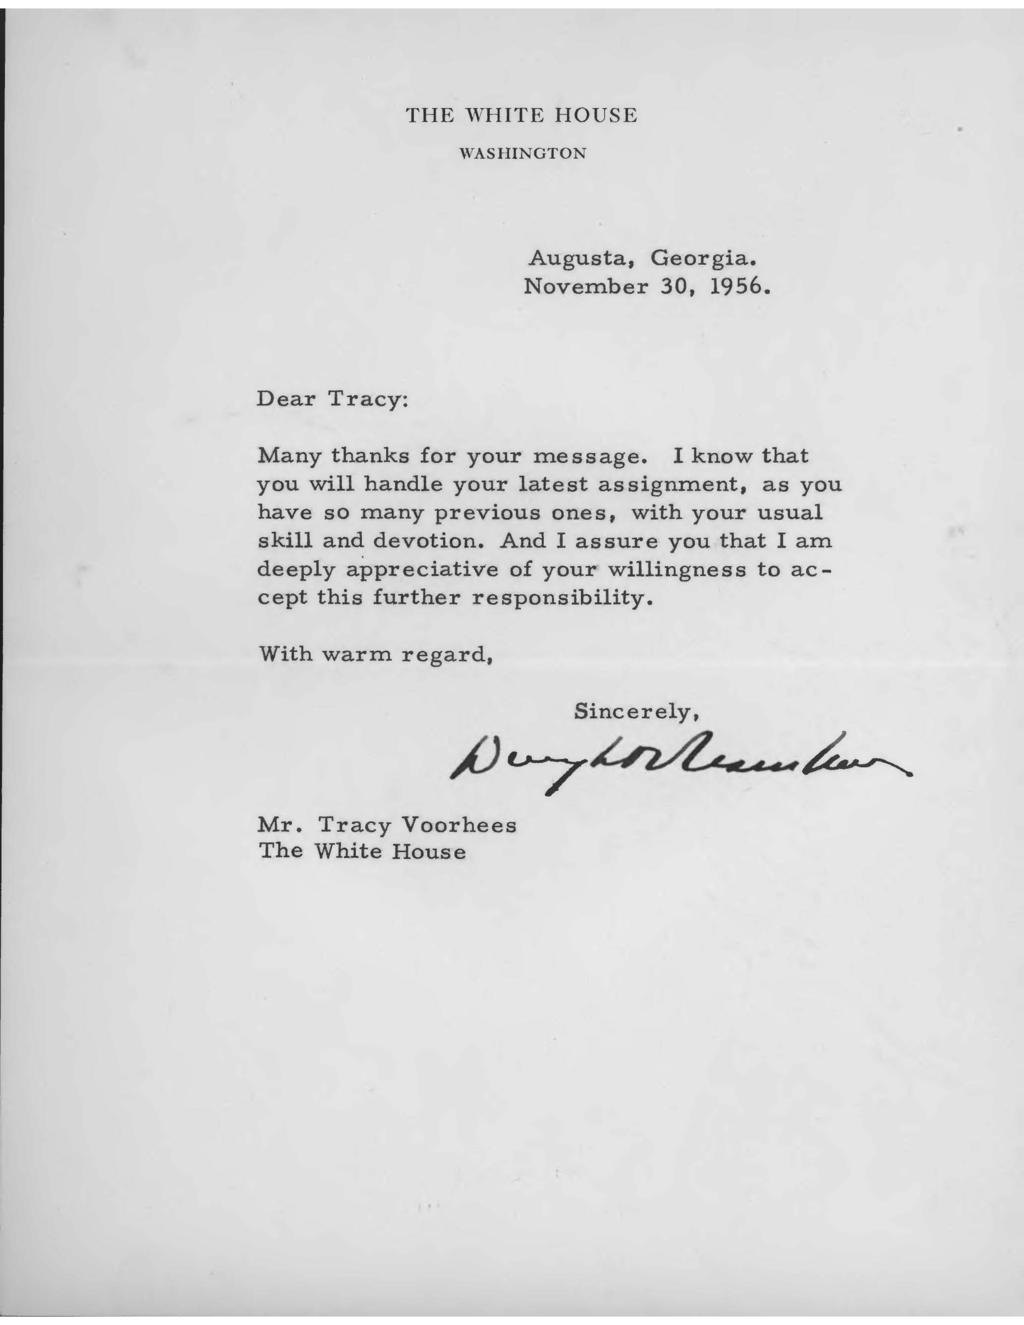 THE WHITE HOUSE
WASHINGTON
Augusta, Georgia.
November 30, 1956.
Dear Tracy:
Many thanks for your message. I know that
you will handle your latest assignment, as you
have so many previous ones, with your usual
skill and devotion. And I assure you that I am
deeply appreciative of your willingness to ac-
cept this further responsibility.
With warm regard,
Sincerely,
Dwight D. Eisenhower
Mr. Tracy Voorhees
The White House